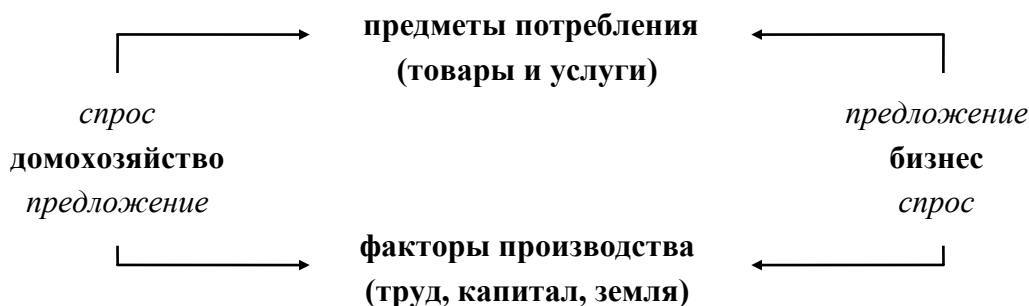 предметы потребления
(товары и услуги)
спрос
домохозяйство
предложение
предложение
бизнес
спрос
факторы производства
(труд, капитал, земля)